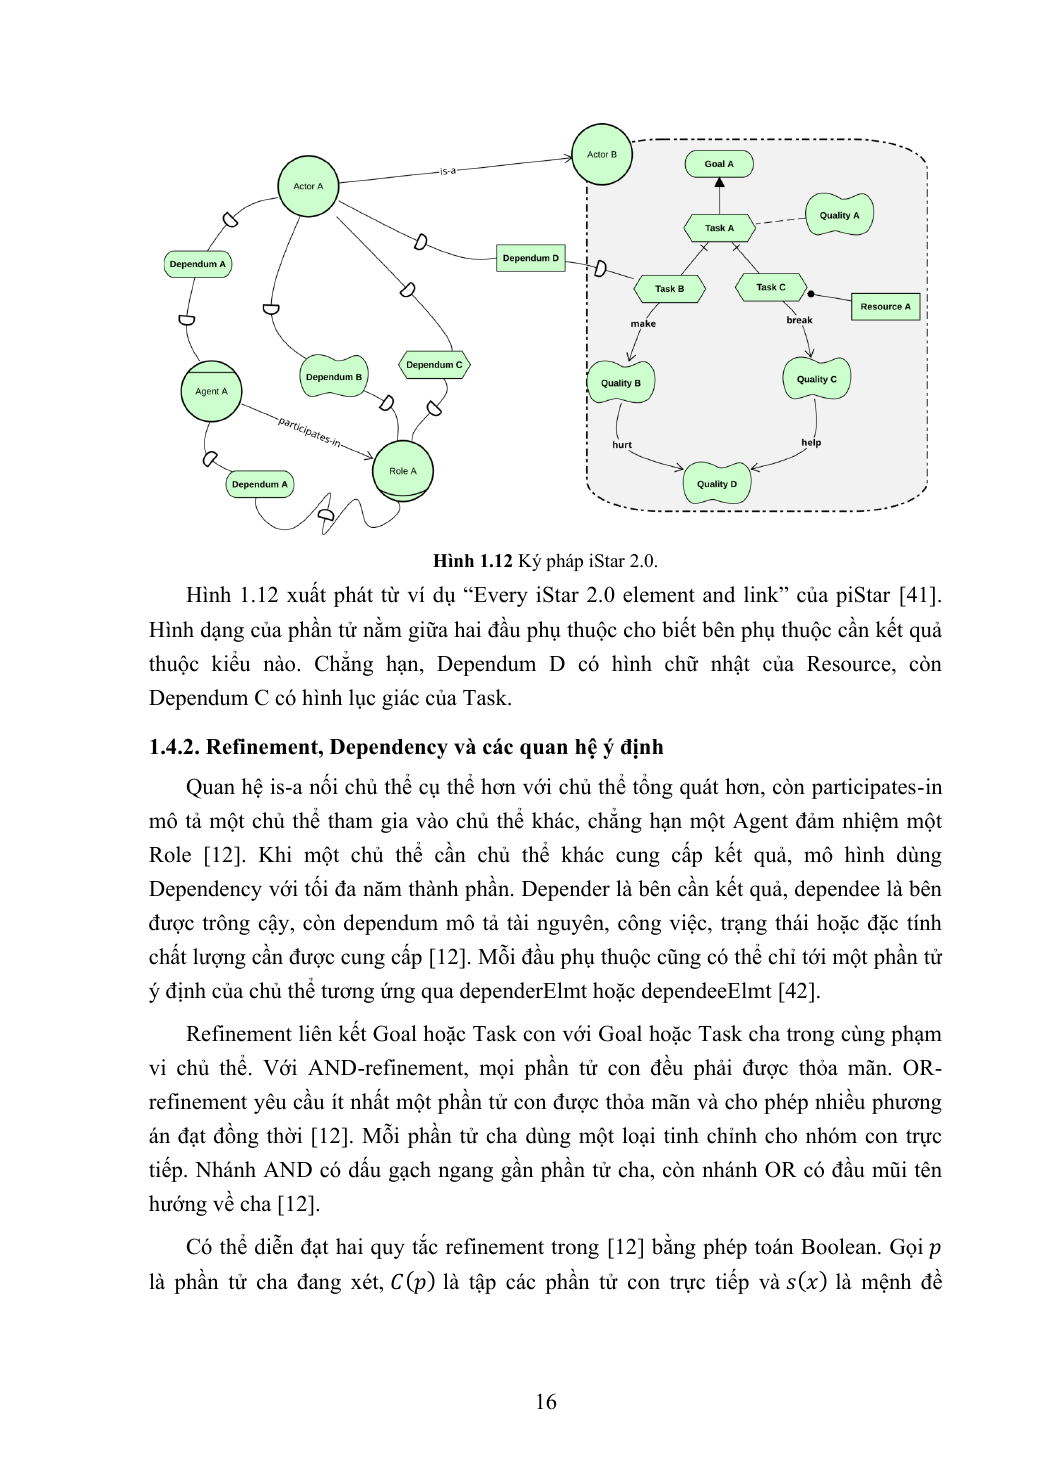 Actor B
Goal A
is-a
Actor A
Quality A
Task A
Dependum D
Dependum A
Task B
Task C
Resource A
make
break
Dependum C
Dependum B
Quality C
Quality B
Agent A
participates-in
hurt
help
Role A
Dependum A
Quality D
Hình 1.12 Ký pháp iStar 2.0.
Hình 1.12 xuất phát từ ví dụ “Every iStar 2.0 element and link” của piStar [41].
Hình dạng của phần tử nằm giữa hai đầu phụ thuộc cho biết bên phụ thuộc cần kết quả
thuộc kiểu nào. Chẳng hạn, Dependum D có hình chữ nhật của Resource, còn
Dependum C có hình lục giác của Task.
1.4.2. Refinement, Dependency và các quan hệ ý định
Quan hệ is-a nối chủ thể cụ thể hơn với chủ thể tổng quát hơn, còn participates-in
mô tả một chủ thể tham gia vào chủ thể khác, chẳng hạn một Agent đảm nhiệm một
Role [12]. Khi một chủ thể cần chủ thể khác cung cấp kết quả, mô hình dùng
Dependency với tối đa năm thành phần. Depender là bên cần kết quả, dependee là bên
được trông cậy, còn dependum mô tả tài nguyên, công việc, trạng thái hoặc đặc tính
chất lượng cần được cung cấp [12]. Mỗi đầu phụ thuộc cũng có thể chỉ tới một phần tử
ý định của chủ thể tương ứng qua dependerElmt hoặc dependeeElmt [42].
Refinement liên kết Goal hoặc Task con với Goal hoặc Task cha trong cùng phạm
vi chủ thể. Với AND-refinement, mọi phần tử con đều phải được thỏa mãn. OR-
refinement yêu cầu ít nhất một phần tử con được thỏa mãn và cho phép nhiều phương
án đạt đồng thời [12]. Mỗi phần tử cha dùng một loại tinh chỉnh cho nhóm con trực
tiếp. Nhánh AND có dấu gạch ngang gần phần tử cha, còn nhánh OR có đầu mũi tên
hướng về cha [12].
Có thể diễn đạt hai quy tắc refinement trong [12] bằng phép toán Boolean. Gọi p
là phần tử cha đang xét, C(p) là tập các phần tử con trực tiếp và s(x) là mệnh đề
16